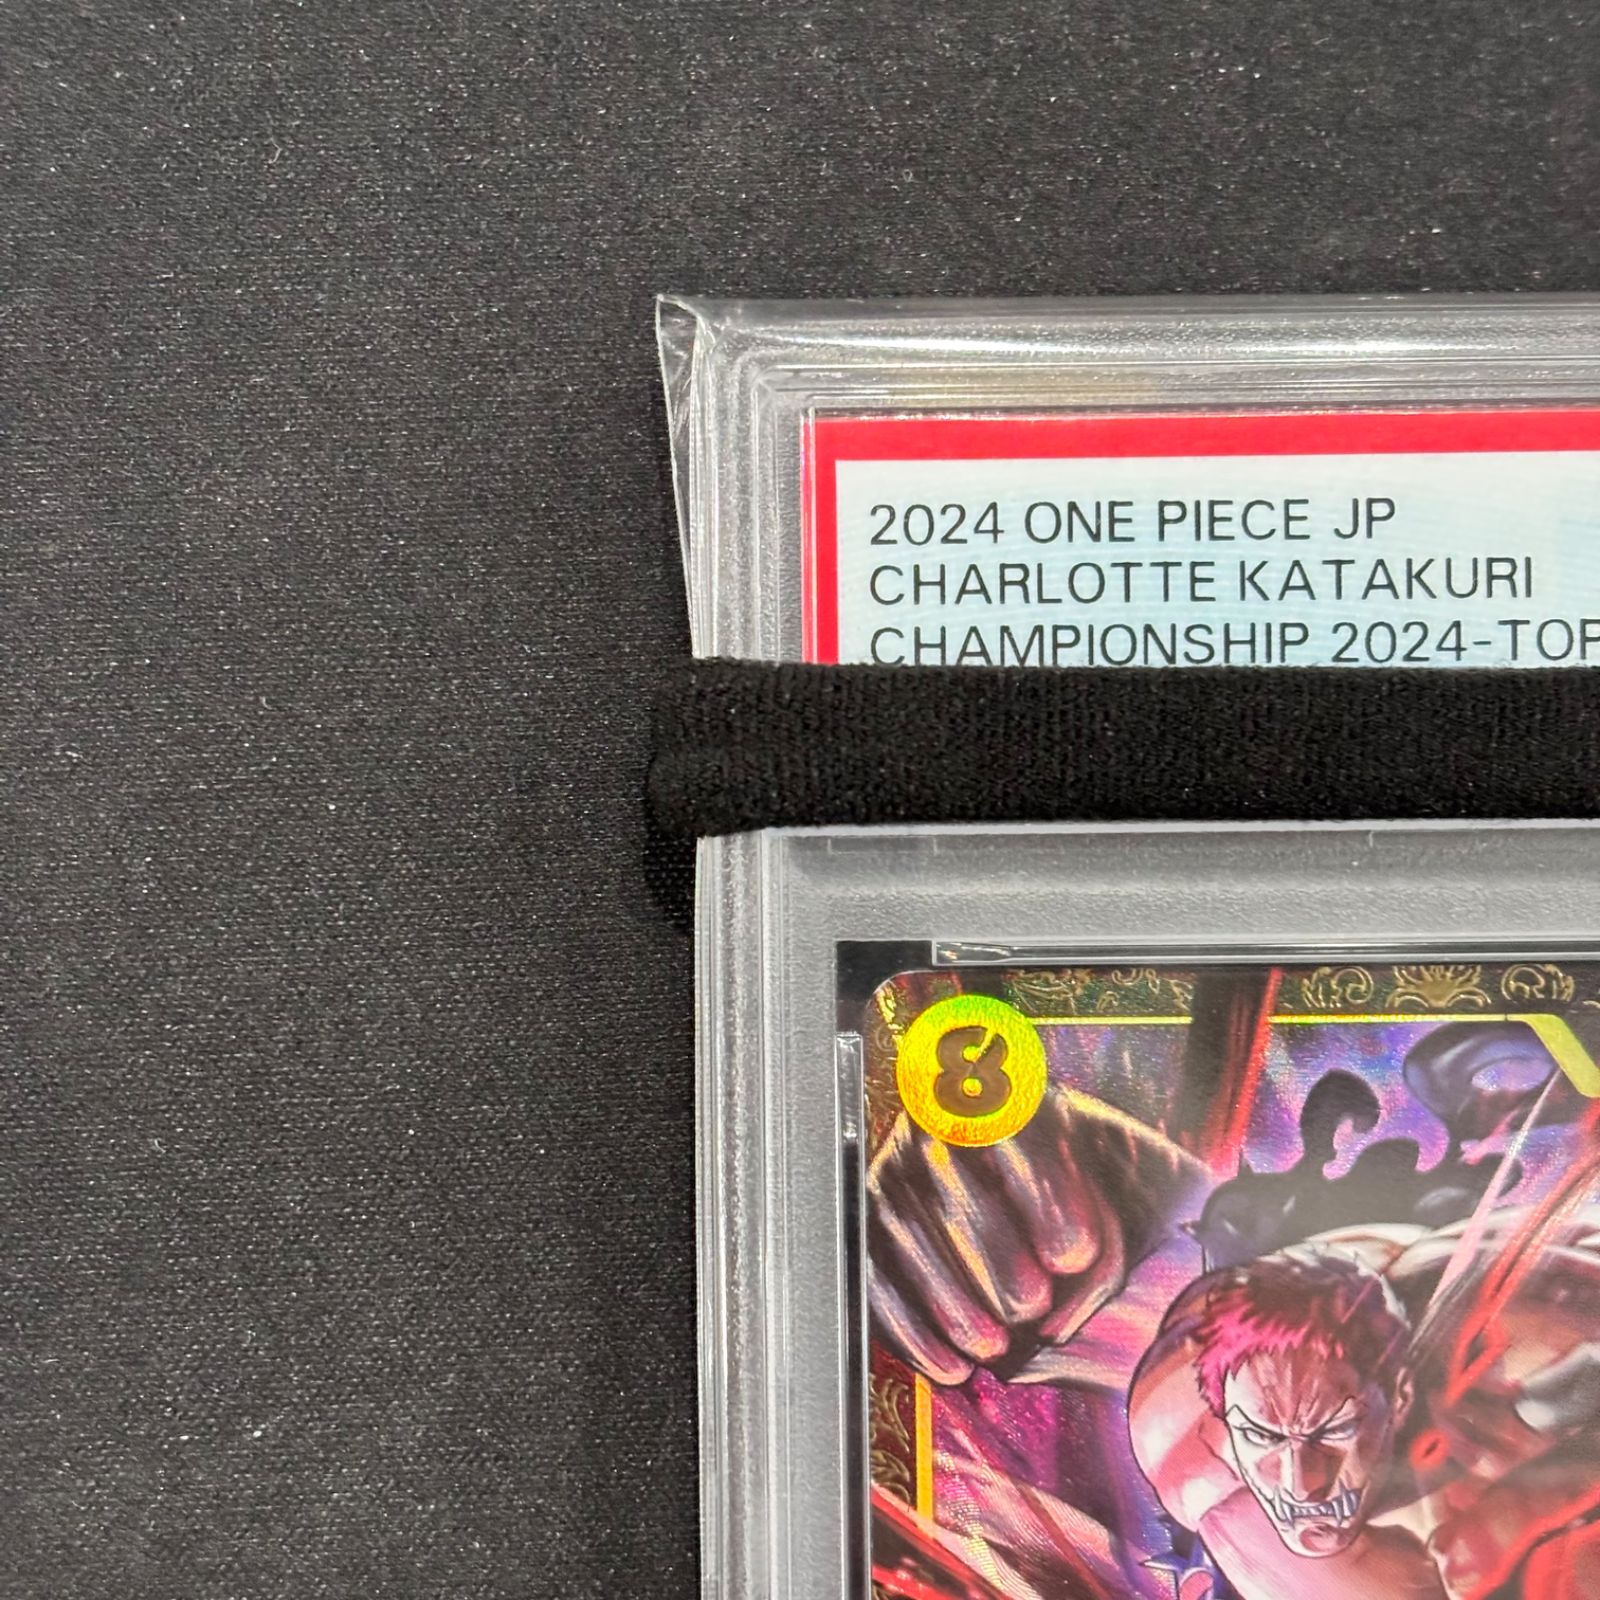 2024 ONE PIECE JP
CHARLOTTE KATAKURI
CHAMPIONSHIP 2024-TOP
8